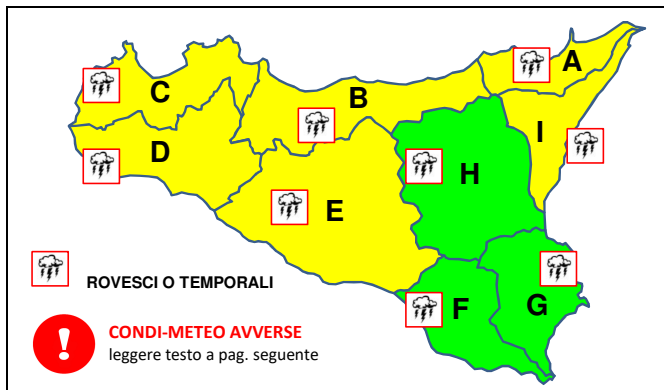 A
C
B
I
D
H
E
F
G
ROVESCI O TEMPORALI
!
CONDI-METEO AVVERSE
leggere testo a pag. seguente